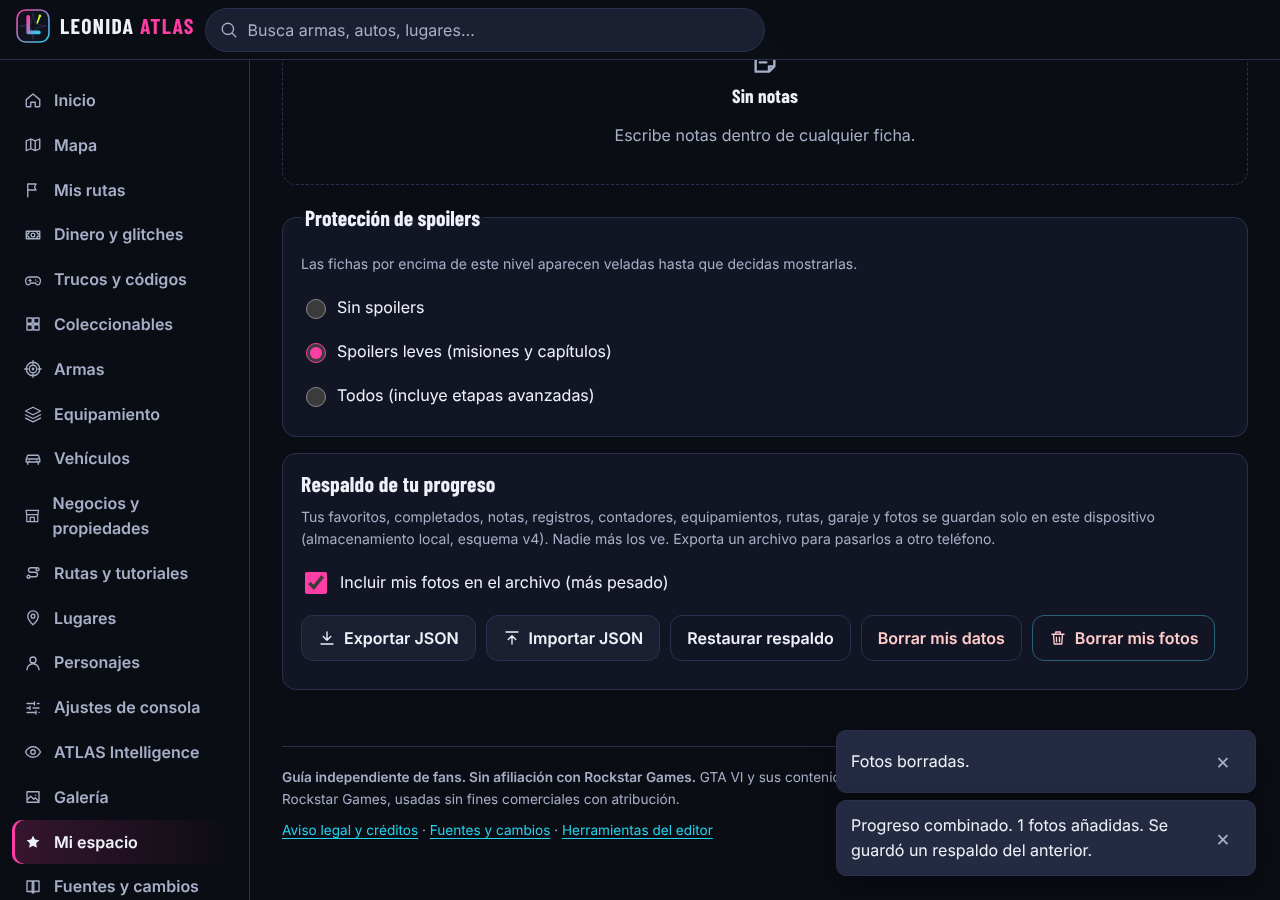 LEONIDA ATLAS
Busca armas, autos, lugares...
Inicio
Mapa
Mis rutas
Dinero y glitches
Trucos y códigos
Coleccionables
Armas
Equipamiento
Vehículos
Negocios y
propiedades
Rutas y tutoriales
Lugares
Personajes
Ajustes de consola
ATLAS Intelligence
Galería
Mi espacio
Fuentes y cambios
Sin notas
Escribe notas dentro de cualquier ficha.
Protección de spoilers
Las fichas por encima de este nivel aparecen veladas hasta que decidas mostrarlas.
Sin spoilers
Spoilers leves (misiones y capítulos)
Todos (incluye etapas avanzadas)
Respaldo de tu progreso
Tus favoritos, completados, notas, registros, contadores, equipamientos, rutas, garaje y fotos se guardan solo en este dispositivo
(almacenamiento local, esquema v4). Nadie más los ve. Exporta un archivo para pasarlos a otro teléfono.
Incluir mis fotos en el archivo (más pesado)
Exportar JSON
Importar JSON
Restaurar respaldo
Borrar mis datos
Borrar mis fotos
Guía independiente de fans. Sin afiliación con Rockstar Games. GTA VI y sus
Rockstar Games, usadas sin fines comerciales con atribución.
Aviso legal y créditos · Fuentes y cambios · Herramientas del editor
Fotos borradas.
Progreso combinado. 1 fotos añadidas. Se
guardó un respaldo del anterior.